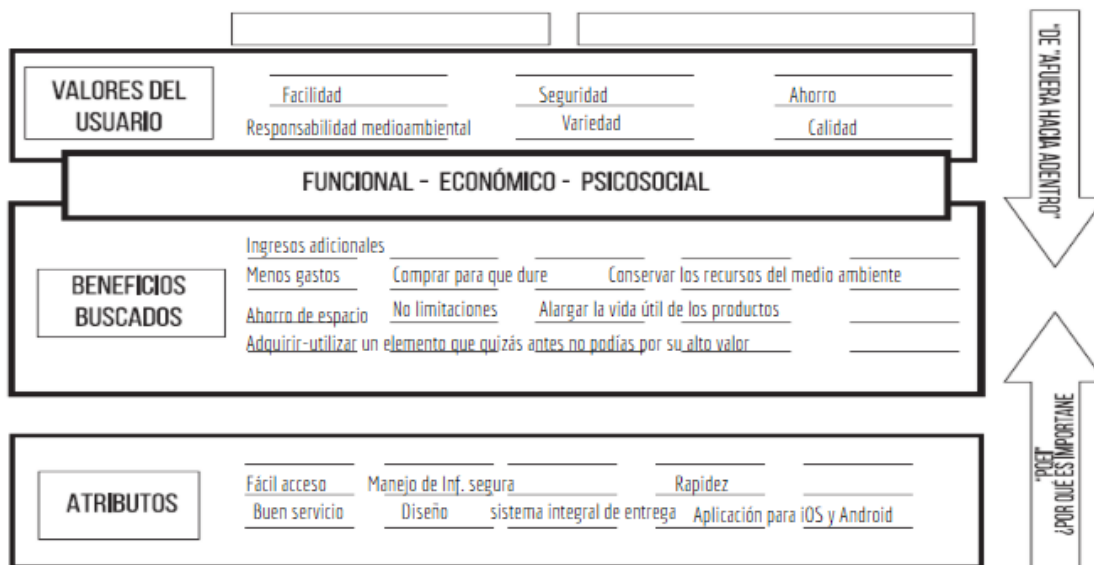 VALORES DEL
USUARIO
Facilidad
Seguridad
Ahorro
Responsabilidad medioambiental
Variedad
Calidad
FUNCIONAL - ECONÓMICO - PSICOSOCIAL
BENEFICIOS
BUSCADOS
Ingresos adicionales
Menos gastos
Comprar para que dure
Conservar los recursos del medio ambiente
Ahorro de espacio
No limitaciones
Alargar la vida útil de los productos
Adquirir-utilizar un elemento que quizás antes no podías por su alto valor
ATRIBUTOS
Fácil acceso
Manejo de Inf. segura
Rapidez
Buen servicio
Diseño
sistema integral de entrega
Aplicación para iOS y Android
"DE "AFUERA HACIA ADENTRO"
"POEI"
¿POR QUÉ ES IMPORTANE